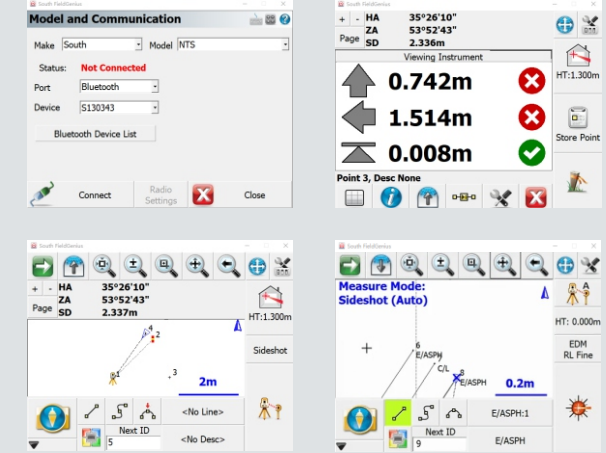 South FieldGenius
Model and Communication
Make South Model NTS
Status: Not Connected
Port Bluetooth
Device S130343
Bluetooth Device List
Connect Radio Settings Close
South FieldGenius
+ - HA 35°26'10"
Page ZA 53°52'43"
SD 2.336m
Viewing Instrument
0.742m
1.514m
0.008m
Point 3, Desc None
HT:1.300m
Store Point
South FieldGenius
+ - HA 35°26'10"
Page ZA 53°52'43"
SD 2.337m
HT:1.300m
4
2
1
3
2m
Sideshot
<No Line>
Next ID
5
<No Desc>
South FieldGenius
Measure Mode:
Sideshot (Auto)
A
HT: 0.000m
EDM
RL Fine
6
E/ASPH
7
C/L
8
E/ASPH
0.2m
E/ASPH:1
Next ID
9
E/ASPH